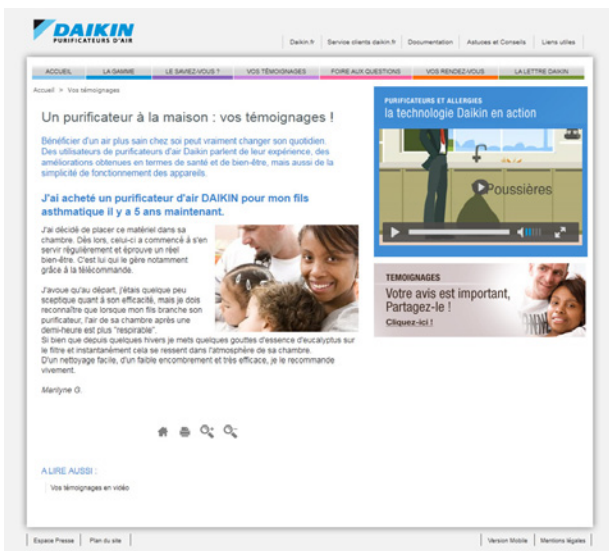 DAIKIN
PURIFICATEURS D'AIR
Daikin.fr
Service clients daikin.fr
Documentation
Astuces et Conseils
Liens utiles
ACCUEIL
LA GAMME
LE SAVIEZ-VOUS ?
VOS TÉMOIGNAGES
FOIRE AUX QUESTIONS
VOS RENDEZ-VOUS
LA LETTRE DAIKIN
Accueil > Vos témoignages
Un purificateur à la maison : vos témoignages !
Bénéficier d'un air plus sain chez soi peut vraiment changer son quotidien.
Des utilisateurs de purificateurs d'air Daikin parlent de leur expérience, des
améliorations obtenues en termes de santé et de bien-être, mais aussi de la
simplicité de fonctionnement des appareils.
J'ai acheté un purificateur d'air DAIKIN pour mon fils
asthmatique il y a 5 ans maintenant.
J'ai décidé de placer ce matériel dans sa
chambre. Dès lors, celui-ci a commencé à s'en
servir régulièrement et éprouve un réel
bien-être. C'est lui qui le gère notamment
grâce à la télécommande.
J'avoue qu'au départ, j'étais quelque peu
sceptique quant à son efficacité, mais je dois
reconnaître que lorsque mon fils branche son
purificateur, l'air de sa chambre après une
demi-heure est plus "respirable".
Si bien que depuis quelques hivers je mets quelques gouttes d'essence d'eucalyptus sur
le filtre et instantanément cela se ressent dans l'atmosphère de sa chambre.
D'un nettoyage facile, d'un faible encombrement et très efficace, je le recommande
vivement.
Marilyne G.
A LIRE AUSSI :
Vos témoignages en vidéo
PURIFICATEURS ET ALLERGIES
la technologie Daikin en action
Poussières
TEMOIGNAGES
Votre avis est important,
Partagez-le !
Cliquez-ici !
Espace Presse
Plan du site
Version Mobile
Mentions légales